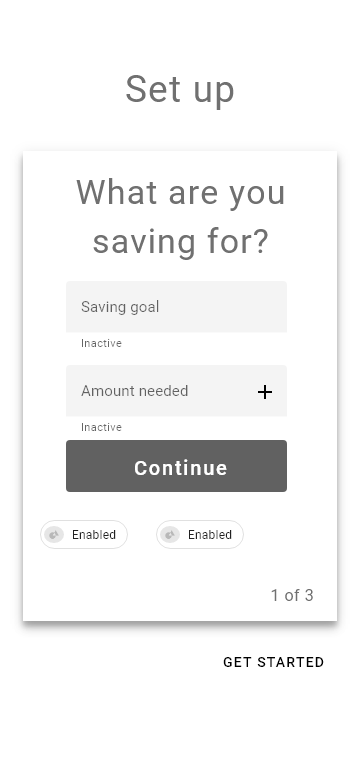 Set up
What are you
saving for?
Saving goal
Inactive
Amount needed
Inactive
Continue
Enabled Enabled
1 of 3
GET STARTED